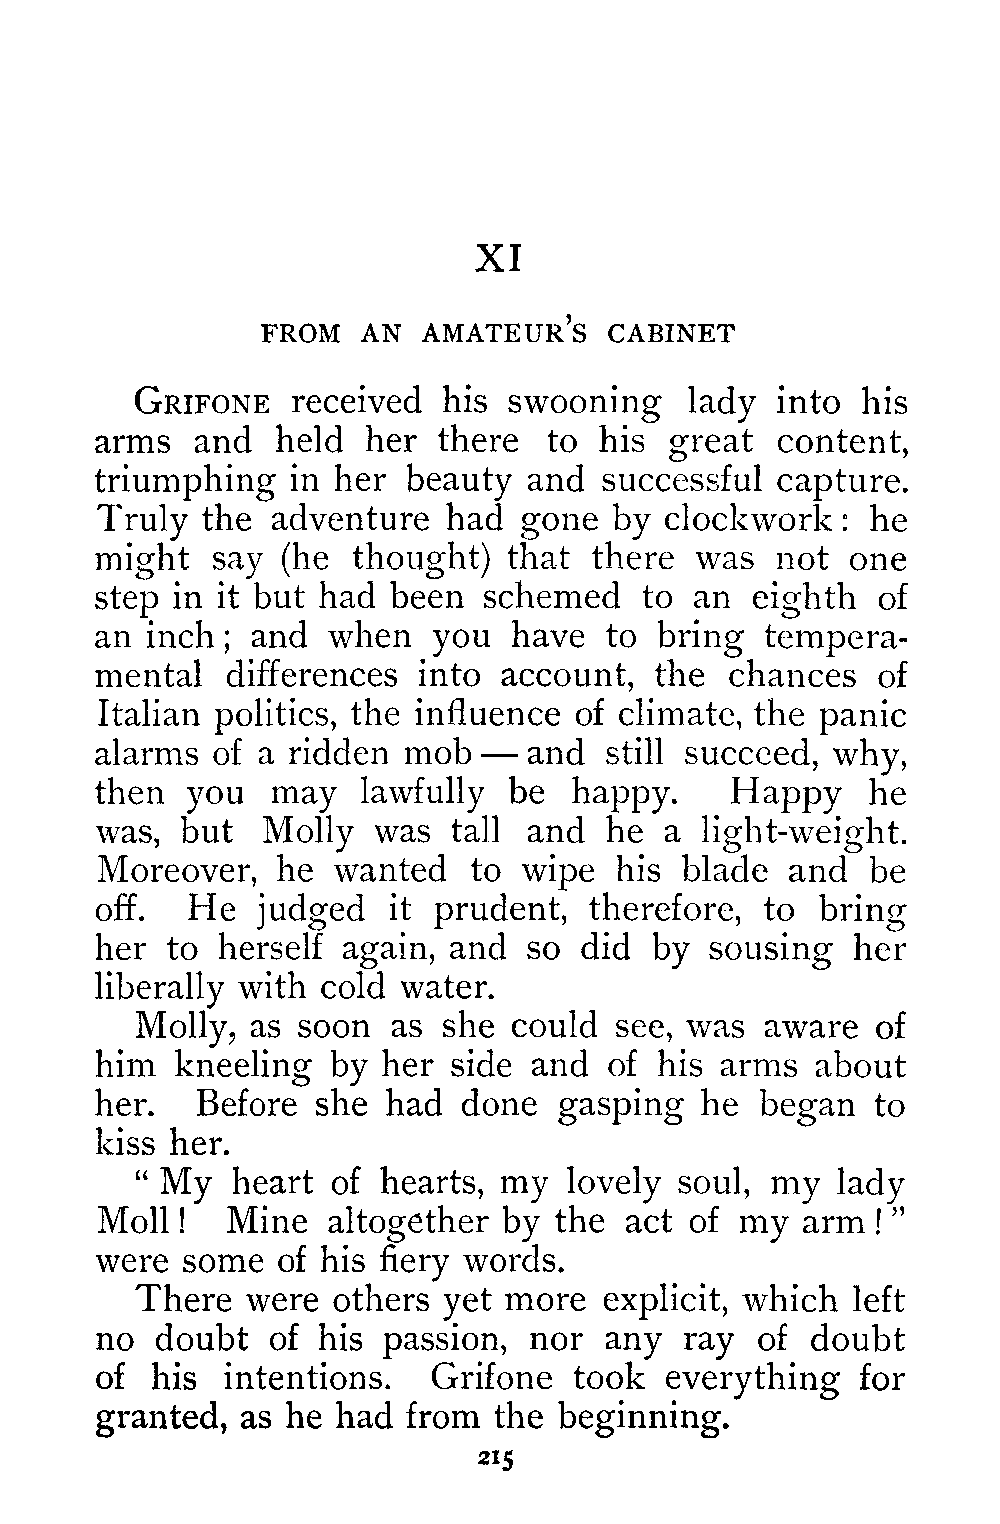 XI
FROM AN AMATEUR'S CABINET
GRIFONE received his swooning lady into his
arms and held her there to his great content,
triumphing in her beauty and successful capture.
Truly the adventure had gone by clockwork: he
might say (he thought) that there was not one
step in it but had been schemed to an eighth of
an inch; and when you have to bring tempera-
mental differences into account, the chances of
Italian politics, the influence of climate, the panic
alarms of a ridden mob — and still succeed, why,
then you may lawfully be happy. Happy he
was, but Molly was tall and he a light-weight.
Moreover, he wanted to wipe his blade and be
off. He judged it prudent, therefore, to bring
her to herself again, and so did by sousing her
liberally with cold water.
Molly, as soon as she could see, was aware of
him kneeling by her side and of his arms about
her. Before she had done gasping he began to
kiss her.
“My heart of hearts, my lovely soul, my lady
Moll! Mine altogether by the act of my arm!”
were some of his fiery words.
There were others yet more explicit, which left
no doubt of his passion, nor any ray of doubt
of his intentions. Grifone took everything for
granted, as he had from the beginning.
215